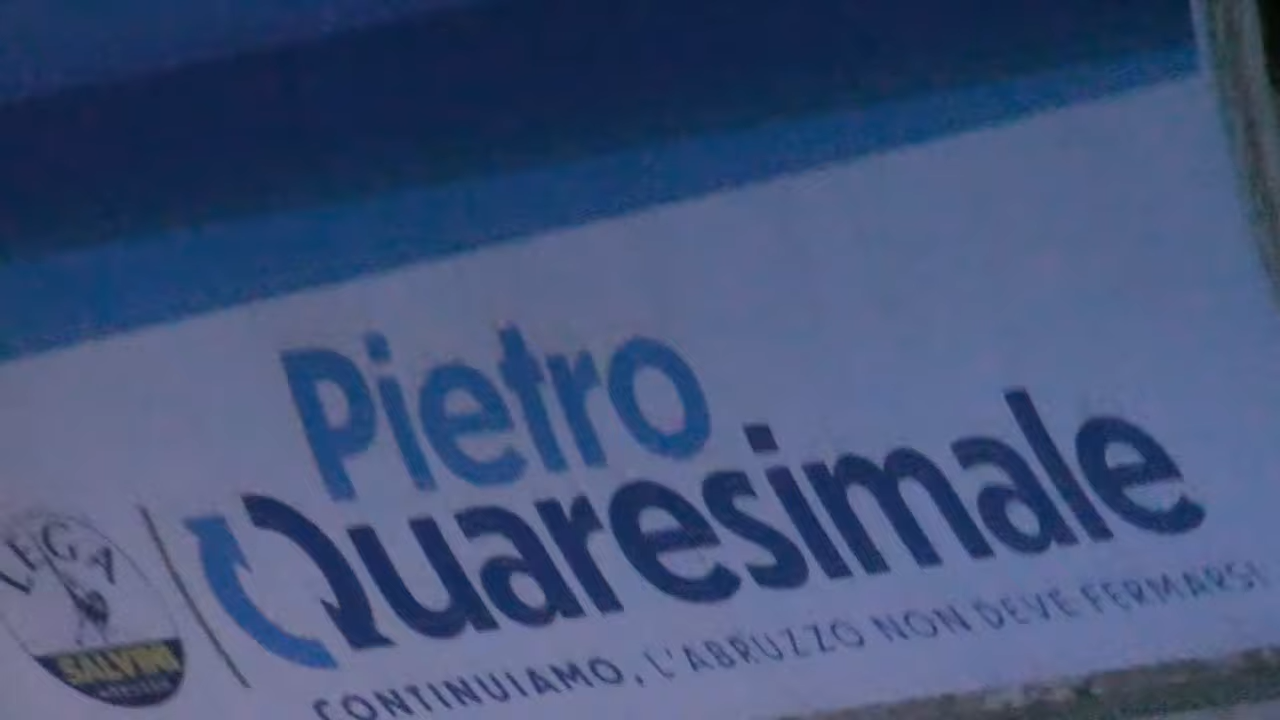 Pietro
Quaresimale
CONTINUIAMO, L'ABRUZZO NON DEVE FERMARSI
LEGA
SALVINI